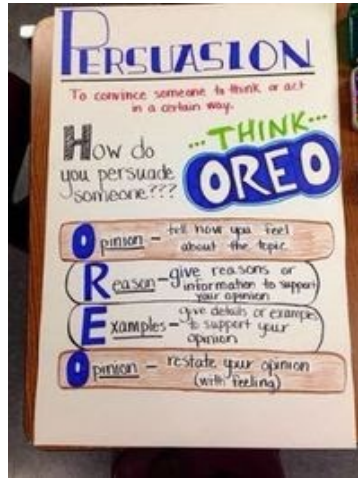 PERSUASION
To convince someone to think or act
in a certain way.
How do
you persuade
someone???
...THINK...
OREO
Opinion - tell how you feel
about the topic
Reason - give reasons or
information to support
your opinion
Examples - give details or examples
to support your
opinion
Opinion - restate your opinion
(with feeling)